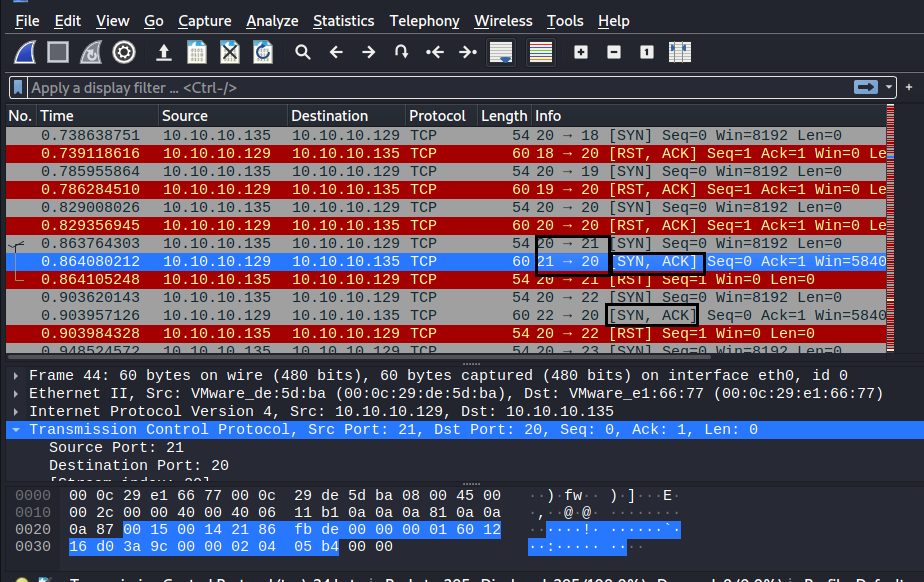 File Edit View Go Capture Analyze Statistics Telephony Wireless Tools Help
Apply a display filter ... <Ctrl-/>
No. Time Source Destination Protocol Length Info
0.738638751 10.10.10.135 10.10.10.129 TCP 54 20 → 18 [SYN] Seq=0 Win=8192 Len=0
0.739118616 10.10.10.129 10.10.10.135 TCP 60 18 → 20 [RST, ACK] Seq=1 Ack=1 Win=0 Le
0.785955864 10.10.10.135 10.10.10.129 TCP 54 20 → 19 [SYN] Seq=0 Win=8192 Len=0
0.786284510 10.10.10.129 10.10.10.135 TCP 60 19 → 20 [RST, ACK] Seq=1 Ack=1 Win=0 Le
0.829008026 10.10.10.135 10.10.10.129 TCP 54 20 → 20 [SYN] Seq=0 Win=8192 Len=0
0.829356945 10.10.10.129 10.10.10.135 TCP 60 20 → 20 [RST, ACK] Seq=1 Ack=1 Win=0 Le
0.863764303 10.10.10.135 10.10.10.129 TCP 54 20 → 21 [SYN] Seq=0 Win=8192 Len=0
0.864080212 10.10.10.129 10.10.10.135 TCP 60 21 → 20 [SYN, ACK] Seq=0 Ack=1 Win=5840
0.864105248 10.10.10.135 10.10.10.129 TCP 54 20 → 21 [RST] Seq=1 Win=0 Len=0
0.903620143 10.10.10.135 10.10.10.129 TCP 54 20 → 22 [SYN] Seq=0 Win=8192 Len=0
0.903957126 10.10.10.129 10.10.10.135 TCP 60 22 → 20 [SYN, ACK] Seq=0 Ack=1 Win=5840
0.903984328 10.10.10.135 10.10.10.129 TCP 54 20 → 22 [RST] Seq=1 Win=0 Len=0
0.948524572 10.10.10.135 10.10.10.129 TCP 54 20 → 23 [SYN] Seq=0 Win=8192 Len=0
Frame 44: 60 bytes on wire (480 bits), 60 bytes captured (480 bits) on interface eth0, id 0
Ethernet II, Src: VMware_de:5d:ba (00:0c:29:de:5d:ba), Dst: VMware_e1:66:77 (00:0c:29:e1:66:77)
Internet Protocol Version 4, Src: 10.10.10.129, Dst: 10.10.10.135
Transmission Control Protocol, Src Port: 21, Dst Port: 20, Seq: 0, Ack: 1, Len: 0
Source Port: 21
Destination Port: 20
0000 00 0c 29 e1 66 77 00 0c 29 de 5d ba 08 00 45 00 ··)·fw·· )·]···E·
0010 00 2c 00 00 40 00 40 06 11 b1 0a 0a 0a 81 0a 0a ·,··@·@· ········
0020 0a 87 00 15 00 14 21 86 fb de 00 00 00 01 60 12 ······!· ······`·
0030 16 d0 3a 9c 00 00 02 04 05 b4 00 00 ··:····· ····